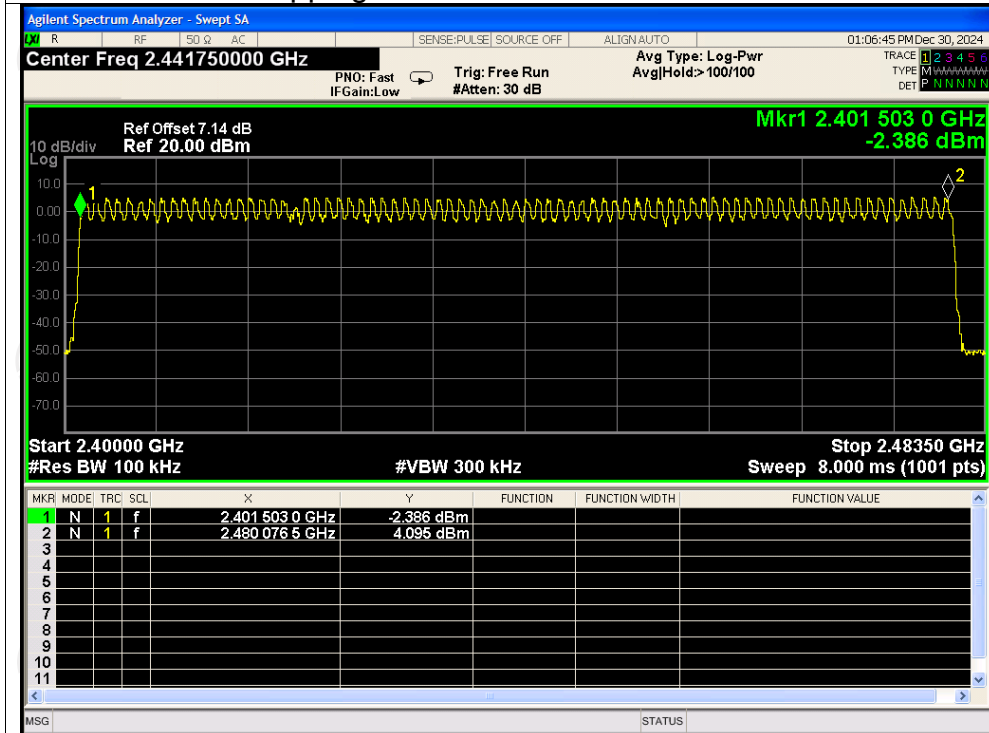 Agilent Spectrum Analyzer - Swept SA
LXI R RF 50 Ω AC SENSE:PULSE SOURCE OFF ALIGN AUTO 01:06:45 PM Dec 30, 2024
Center Freq 2.441750000 GHz
PNO: Fast
IFGain:Low
Trig: Free Run
#Atten: 30 dB
Avg Type: Log-Pwr
Avg|Hold:>100/100
TRACE 1 2 3 4 5 6
TYPE M
DET P N N N N N
Mkr1 2.401 503 0 GHz
-2.386 dBm
Ref Offset 7.14 dB
10 dB/div Ref 20.00 dBm
Log
10.0
0.00
-10.0
-20.0
-30.0
-40.0
-50.0
-60.0
-70.0
1
2
Start 2.40000 GHz Stop 2.48350 GHz
#Res BW 100 kHz #VBW 300 kHz Sweep 8.000 ms (1001 pts)
MKR MODE TRC SCL X Y FUNCTION FUNCTION WIDTH FUNCTION VALUE
1 N 1 f 2.401 503 0 GHz -2.386 dBm
2 N 1 f 2.480 076 5 GHz 4.095 dBm
3
4
5
6
7
8
9
10
11
MSG STATUS